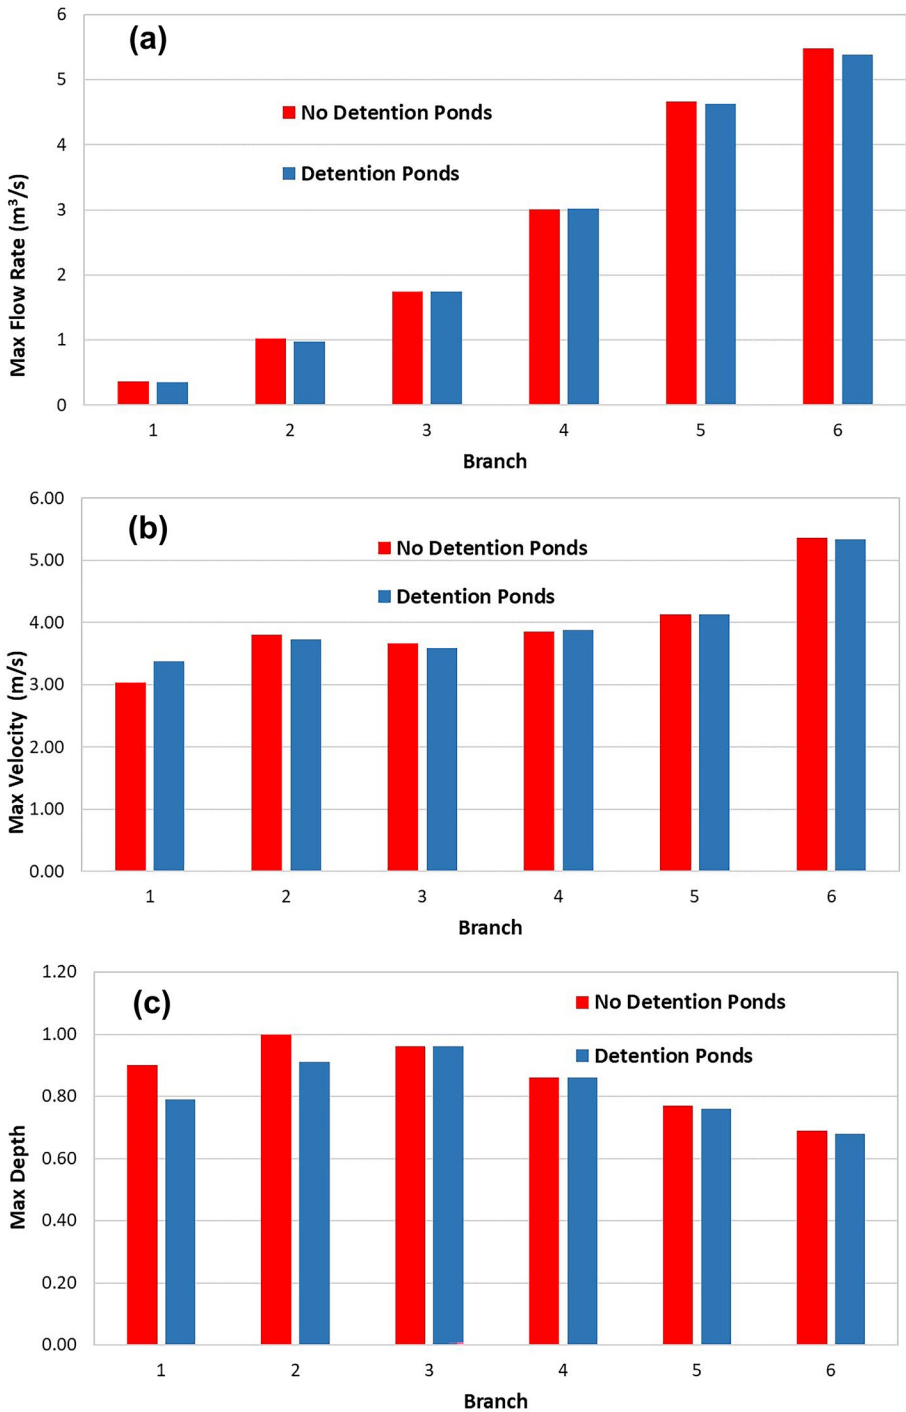 (a)
6
5
4
3
2
1
0
Max Flow Rate (m³/s)
No Detention Ponds
Detention Ponds
1 2 3 4 5 6
Branch
(b)
6.00
5.00
4.00
3.00
2.00
1.00
0.00
Max Velocity (m/s)
No Detention Ponds
Detention Ponds
1 2 3 4 5 6
Branch
(c)
1.20
1.00
0.80
0.60
0.40
0.20
0.00
Max Depth
No Detention Ponds
Detention Ponds
1 2 3 4 5 6
Branch